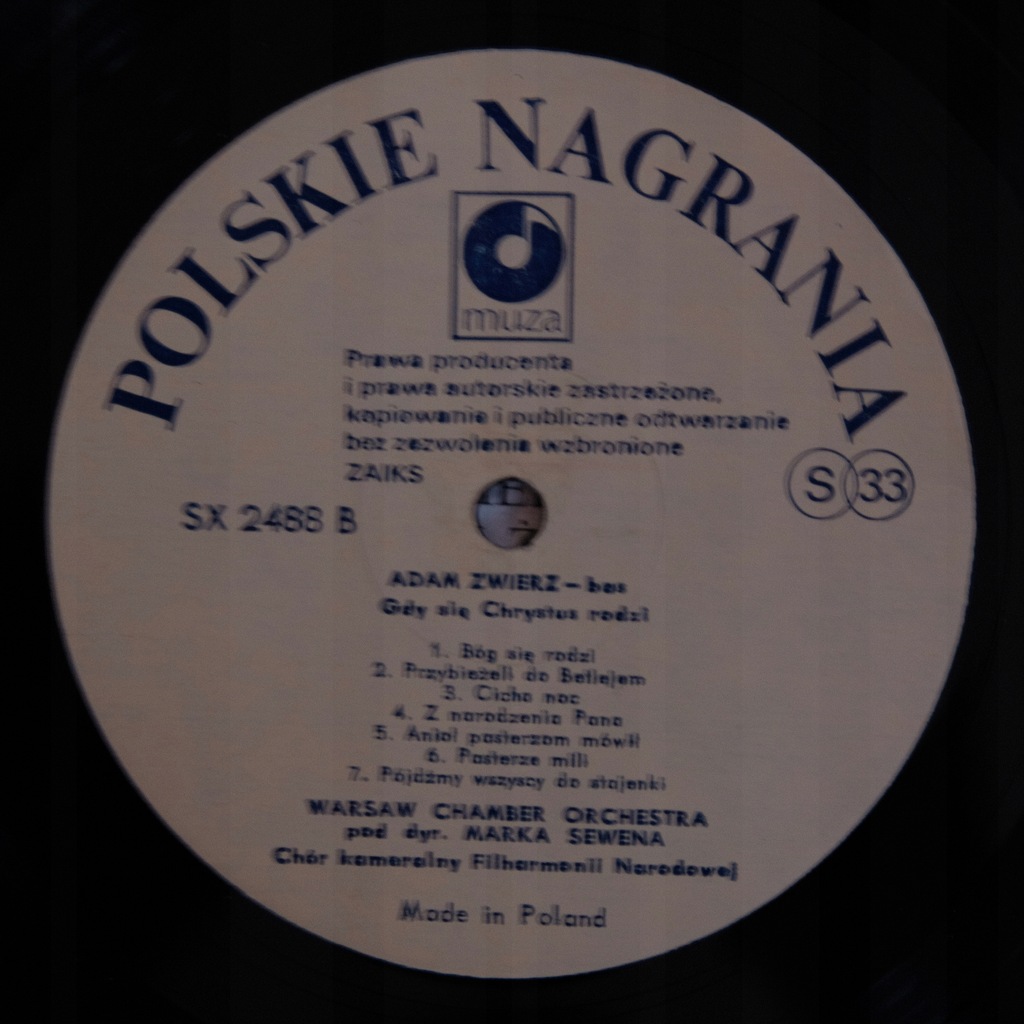 POLSKIE NAGRANIA
muza
Prawa producenta
i prawa autorskie zastrzeżone,
kopiowanie i publiczne odtwarzanie
bez zezwolenia wzbronione
ZAIKS
S 33
SX 2488 B
ADAM ZWIERZ – bas
Gdy się Chrystus rodzi
1. Bóg się rodzi
2. Przybieżeli do Betlejem
3. Cicha noc
4. Z narodzenia Pana
5. Anioł pasterzom mówił
6. Pasterze mili
7. Pójdźmy wszyscy do stajenki
WARSAW CHAMBER ORCHESTRA
pod dyr. MARKA SEWENA
Chór kameralny Filharmonii Narodowej
Made in Poland